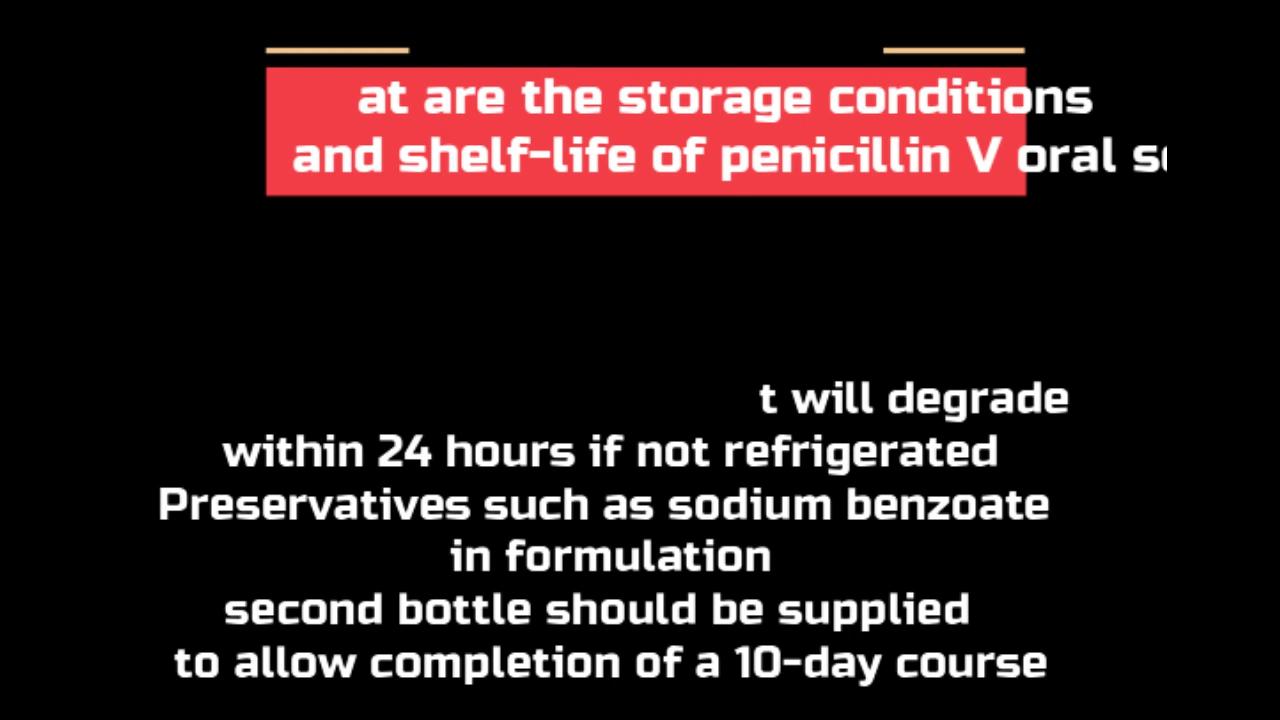 at are the storage conditions
and shelf-life of penicillin V oral
t will degrade
within 24 hours if not refrigerated
Preservatives such as sodium benzoate
in formulation
second bottle should be supplied
to allow completion of a 10-day course